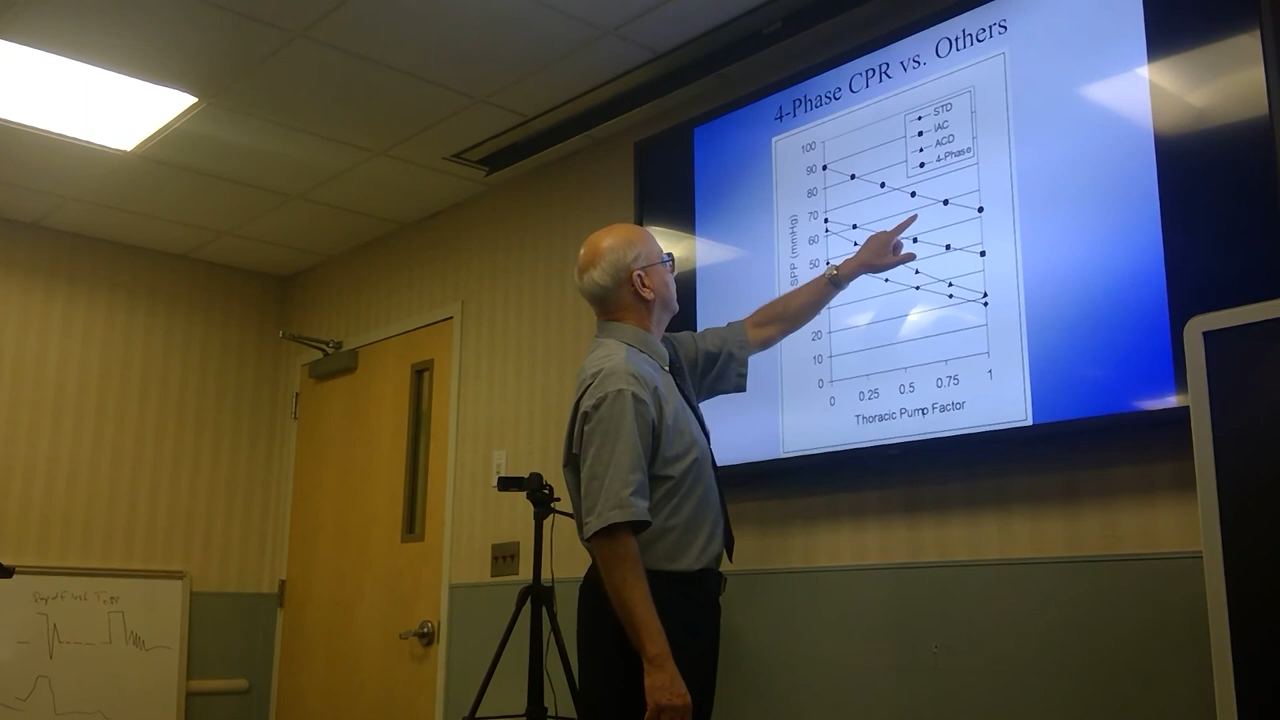 4-Phase CPR vs. Others
STD
IAC
ACD
4-Phase
100
90
80
70
60
50
20
10
0
SPP (mmHg)
0 0.25 0.5 0.75 1
Thoracic Pump Factor
Test